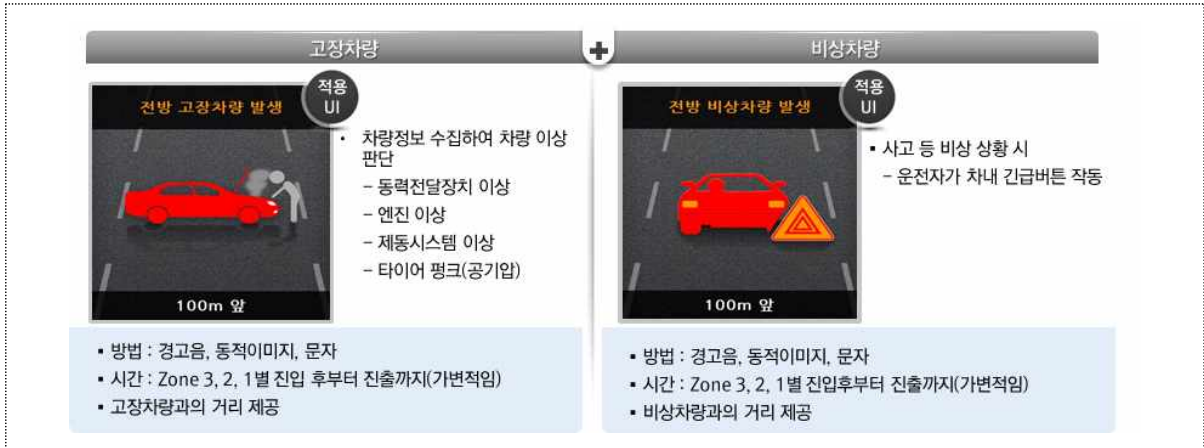 고장차량
전방 고장차량 발생
적용
UI
100m 앞
• 차량정보 수집하여 차량 이상
판단
– 동력전달장치 이상
– 엔진 이상
– 제동시스템 이상
– 타이어 펑크(공기압)
▪ 방법 : 경고음, 동적이미지, 문자
▪ 시간 : Zone 3, 2, 1별 진입 후부터 진출까지(가변적임)
▪ 고장차량과의 거리 제공
+
비상차량
전방 비상차량 발생
적용
UI
100m 앞
▪ 사고 등 비상 상황 시
– 운전자가 차내 긴급버튼 작동
▪ 방법 : 경고음, 동적이미지, 문자
▪ 시간 : Zone 3, 2, 1별 진입후부터 진출까지(가변적임)
▪ 비상차량과의 거리 제공